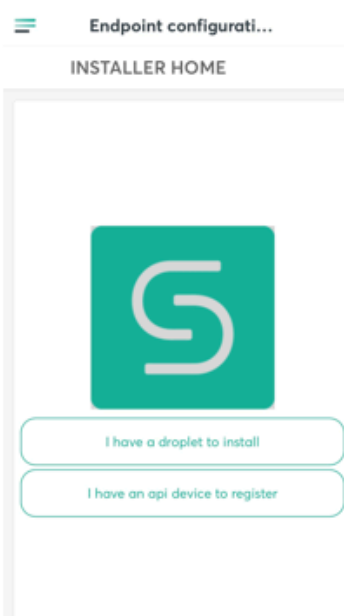 Endpoint configurati...
INSTALLER HOME
I have a droplet to install
I have an api device to register